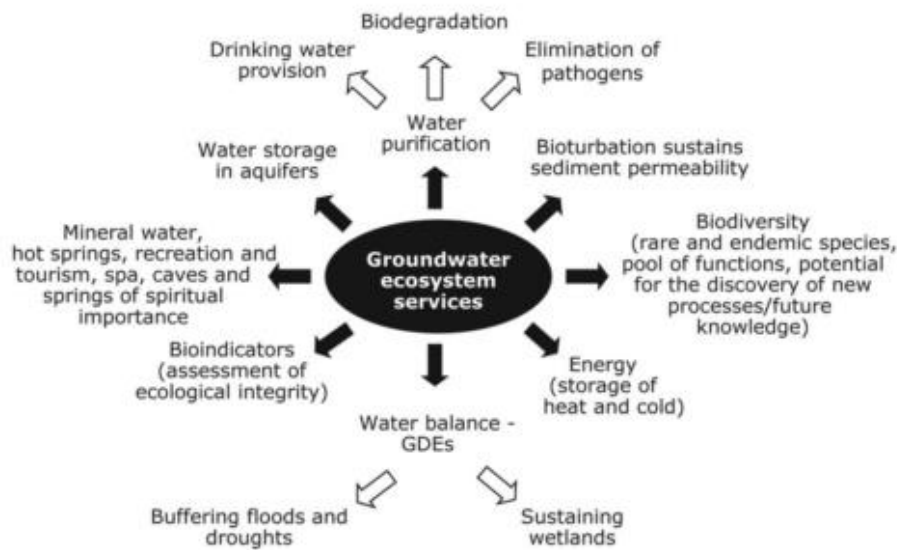 Biodegradation
Drinking water
provision
Elimination of
pathogens
Water
purification
Water storage
in aquifers
Bioturbation sustains
sediment permeability
Mineral water,
hot springs, recreation and
tourism, spa, caves and
springs of spiritual
importance
Groundwater
ecosystem
services
Biodiversity
(rare and endemic species,
pool of functions, potential
for the discovery of new
processes/future
knowledge)
Bioindicators
(assessment of
ecological integrity)
Energy
(storage of
heat and cold)
Water balance -
GDEs
Buffering floods and
droughts
Sustaining
wetlands